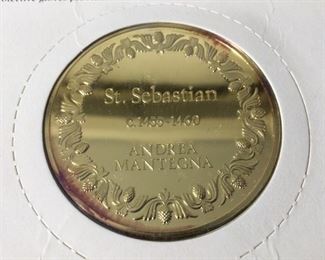 St. Sebastian
c.1455-1460
ANDREA
MANTEGNA